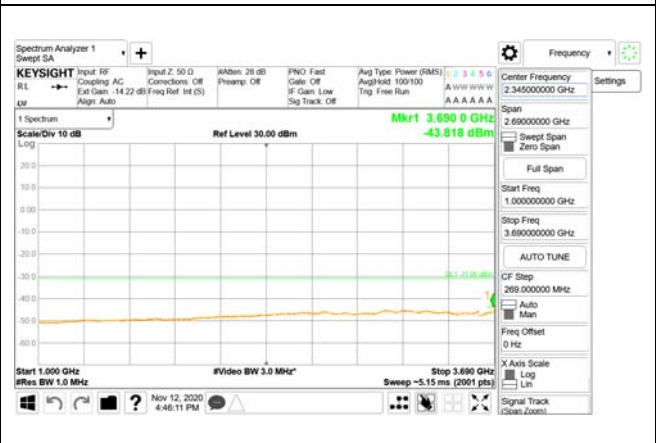 Spectrum Analyzer 1
Swept SA
+
Frequency
KEYSIGHT
RL
Input: RF
Coupling: AC
Ext Gain: -14.22 dB
Align: Auto
Input Z: 50 Ω
Corrections: Off
Freq Ref: Int (S)
#Atten: 28 dB
Preamp: Off
PNO: Fast
Gate: Off
IF Gain: Low
Sig Track: Off
Avg Type: Power (RMS)
Avg|Hold: 100/100
Trig: Free Run
1 2 3 4 5 6
A W W W W W
A A A A A A
Center Frequency
2.345000000 GHz
Settings
1 Spectrum
Scale/Div 10 dB
Ref Level 30.00 dBm
Mkr1 3.690 0 GHz
-43.818 dBm
Log
20.0
10.0
0.00
-10.0
-20.0
-30.0
-40.0
-50.0
-60.0
1
Start 1.000 GHz
#Res BW 1.0 MHz
#Video BW 3.0 MHz*
Stop 3.690 GHz
Sweep ~5.15 ms (2001 pts)
Span
2.69000000 GHz
Swept Span
Zero Span
Full Span
Start Freq
1.000000000 GHz
Stop Freq
3.690000000 GHz
AUTO TUNE
CF Step
269.000000 MHz
Auto
Man
Freq Offset
0 Hz
X Axis Scale
Log
Lin
Signal Track
(Span Zoom)
?
Nov 12, 2020
4:46:11 PM